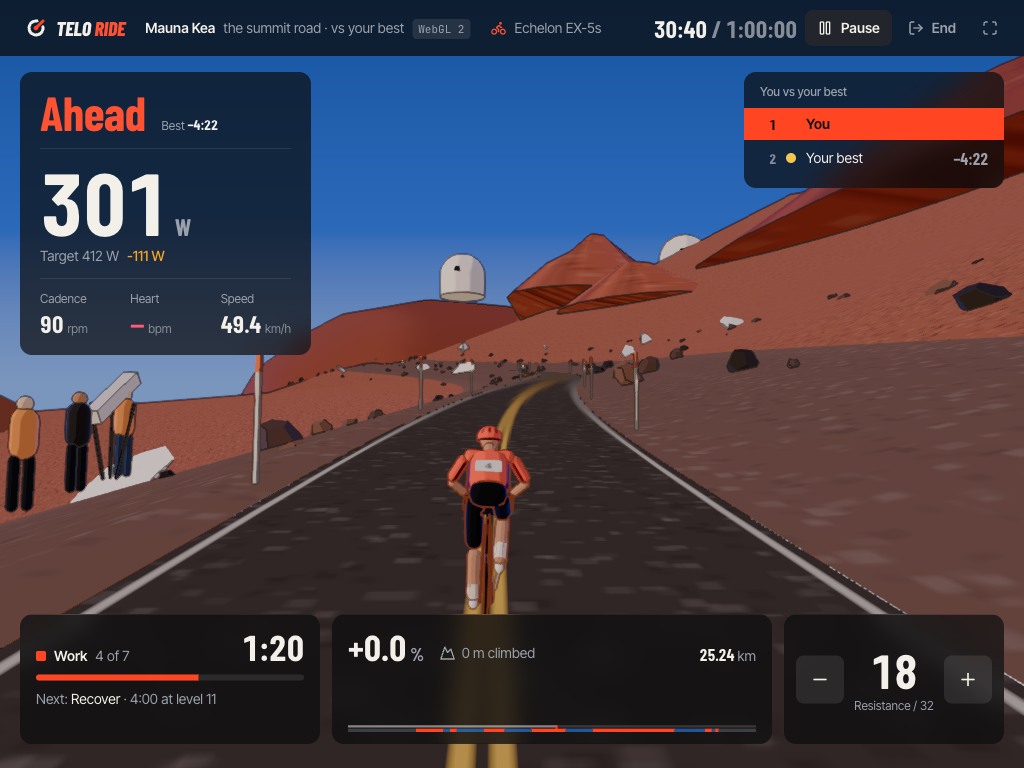 TELO RIDE
Mauna Kea the summit road · vs your best WebGL 2
Echelon EX-5s
30:40 / 1:00:00
Pause
End
Ahead Best −4:22
301 W
Target 412 W -111 W
Cadence Heart Speed
90 rpm — bpm 49.4 km/h
You vs your best
1 You
2 Your best −4:22
Work 4 of 7 1:20
Next: Recover · 4:00 at level 11
+0.0 % 0 m climbed 25.24 km
− 18 +
Resistance / 32